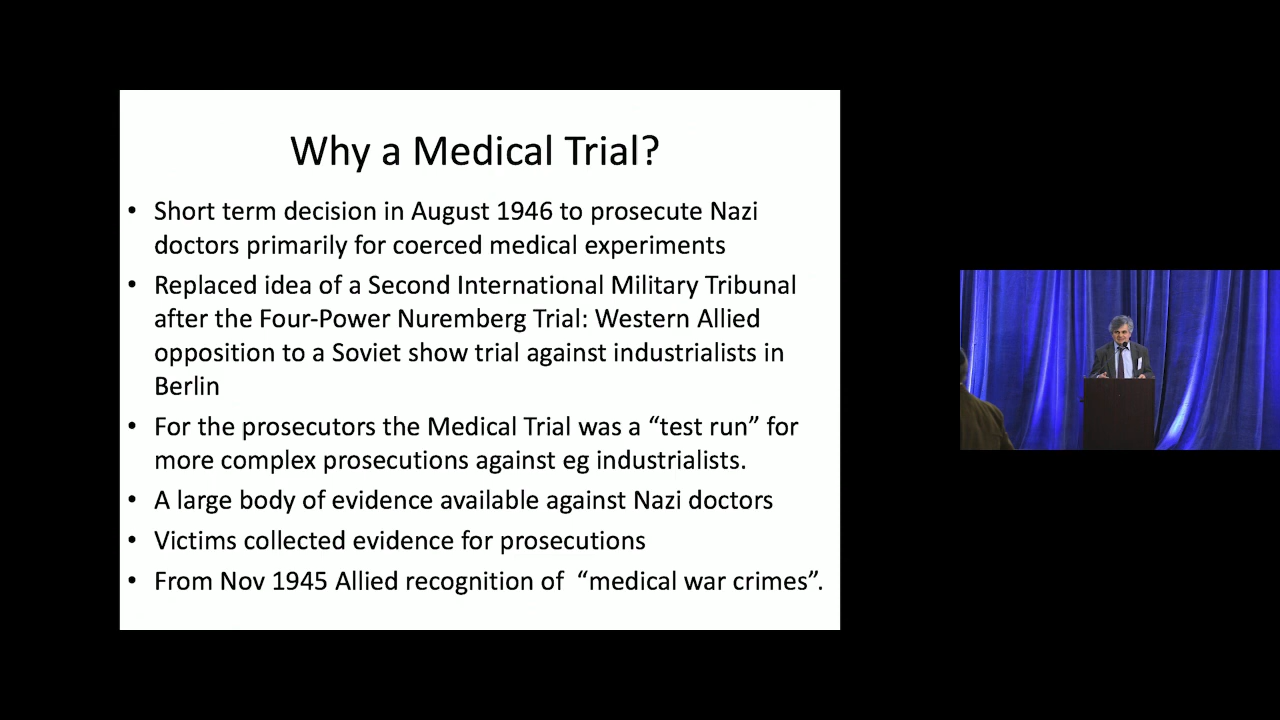 Why a Medical Trial?
• Short term decision in August 1946 to prosecute Nazi
doctors primarily for coerced medical experiments
• Replaced idea of a Second International Military Tribunal
after the Four-Power Nuremberg Trial: Western Allied
opposition to a Soviet show trial against industrialists in
Berlin
• For the prosecutors the Medical Trial was a “test run” for
more complex prosecutions against eg industrialists.
• A large body of evidence available against Nazi doctors
• Victims collected evidence for prosecutions
• From Nov 1945 Allied recognition of “medical war crimes”.